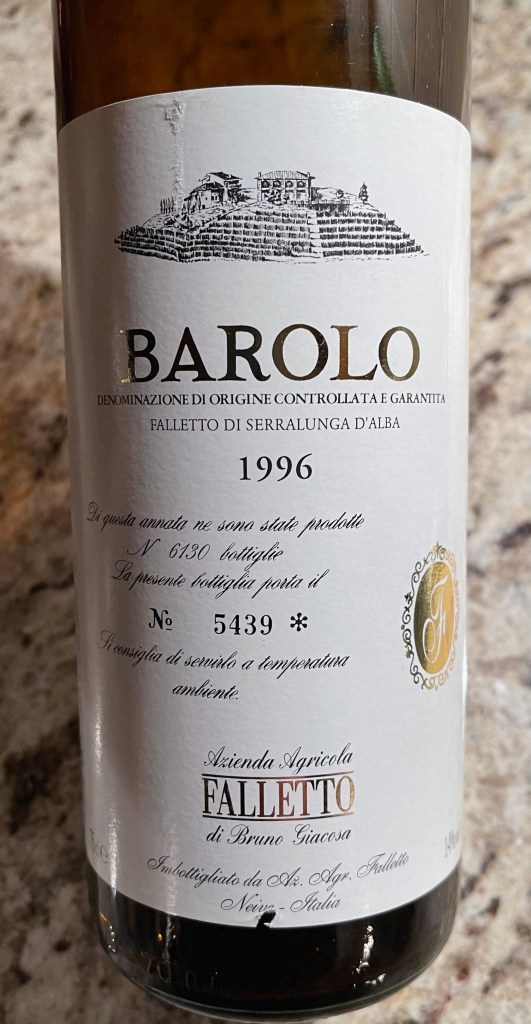 BAROLO
DENOMINAZIONE DI ORIGINE CONTROLLATA E GARANTITA
FALLETTO DI SERRALUNGA D'ALBA
1996
Di questa annata ne sono state prodotte
N° 6130 bottiglie
La presente bottiglia porta il
№ 5439 *
Si consiglia di servirlo a temperatura
ambiente.
F
Azienda Agricola
FALLETTO
di Bruno Giacosa
Imbottigliato da Az. Agr. Falletto
Neive - Italia